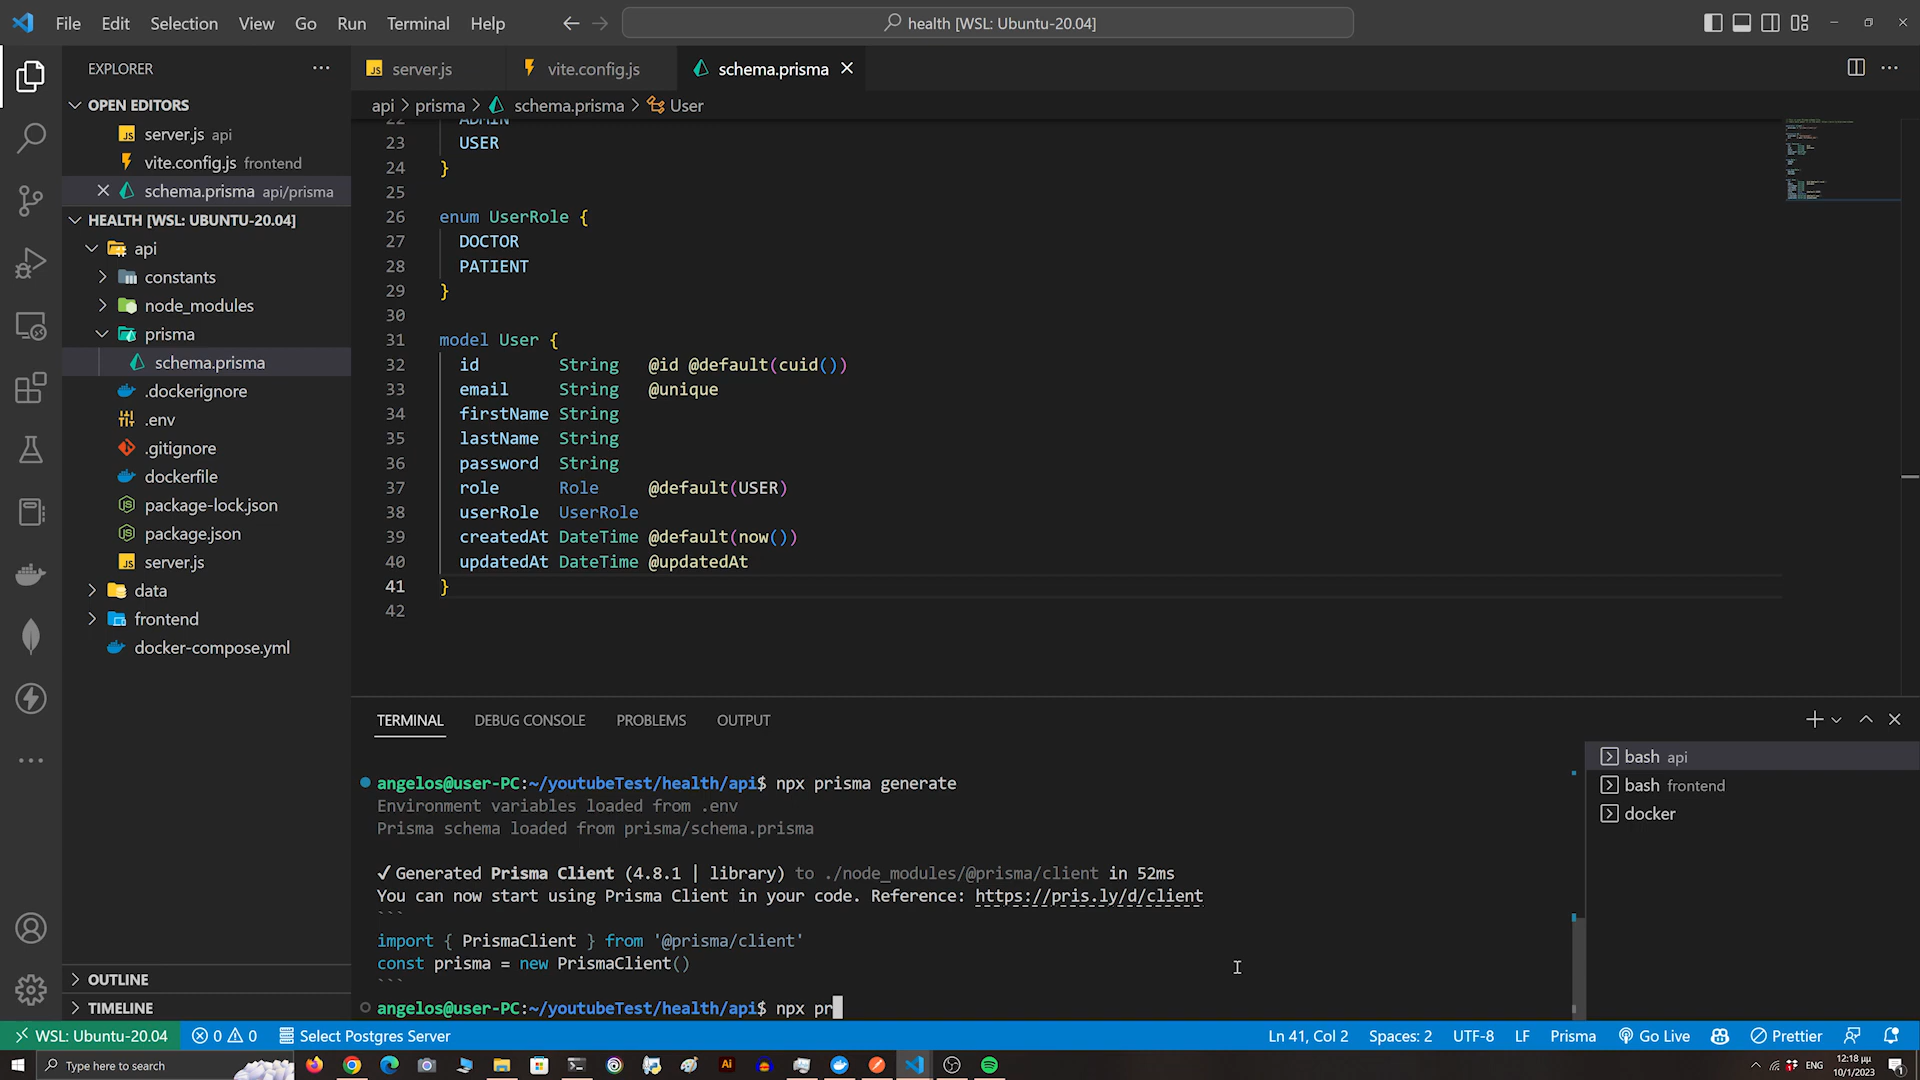 File Edit Selection View Go Run Terminal Help
health [WSL: Ubuntu-20.04]
EXPLORER
OPEN EDITORS
server.js api
vite.config.js frontend
schema.prisma api/prisma
HEALTH [WSL: UBUNTU-20.04]
api
constants
node_modules
prisma
schema.prisma
.dockerignore
.env
.gitignore
dockerfile
package-lock.json
package.json
server.js
data
frontend
docker-compose.yml
OUTLINE
TIMELINE
server.js
vite.config.js
schema.prisma
api > prisma > schema.prisma > User
22 ADMIN
23 USER
24 }
25
26 enum UserRole {
27 DOCTOR
28 PATIENT
29 }
30
31 model User {
32 id String @id @default(cuid())
33 email String @unique
34 firstName String
35 lastName String
36 password String
37 role Role @default(USER)
38 userRole UserRole
39 createdAt DateTime @default(now())
40 updatedAt DateTime @updatedAt
41 }
42
TERMINAL DEBUG CONSOLE PROBLEMS OUTPUT
angelos@user-PC:~/youtubeTest/health/api$ npx prisma generate
Environment variables loaded from .env
Prisma schema loaded from prisma/schema.prisma
✓ Generated Prisma Client (4.8.1 | library) to ./node_modules/@prisma/client in 52ms
You can now start using Prisma Client in your code. Reference: https://pris.ly/d/client
```
import { PrismaClient } from '@prisma/client'
const prisma = new PrismaClient()
```
angelos@user-PC:~/youtubeTest/health/api$ npx pr
bash api
bash frontend
docker
WSL: Ubuntu-20.04 0 0 Select Postgres Server
Ln 41, Col 2 Spaces: 2 UTF-8 LF Prisma Go Live Prettier
Type here to search
Ai
ENG
12:18 μμ
10/1/2023
1